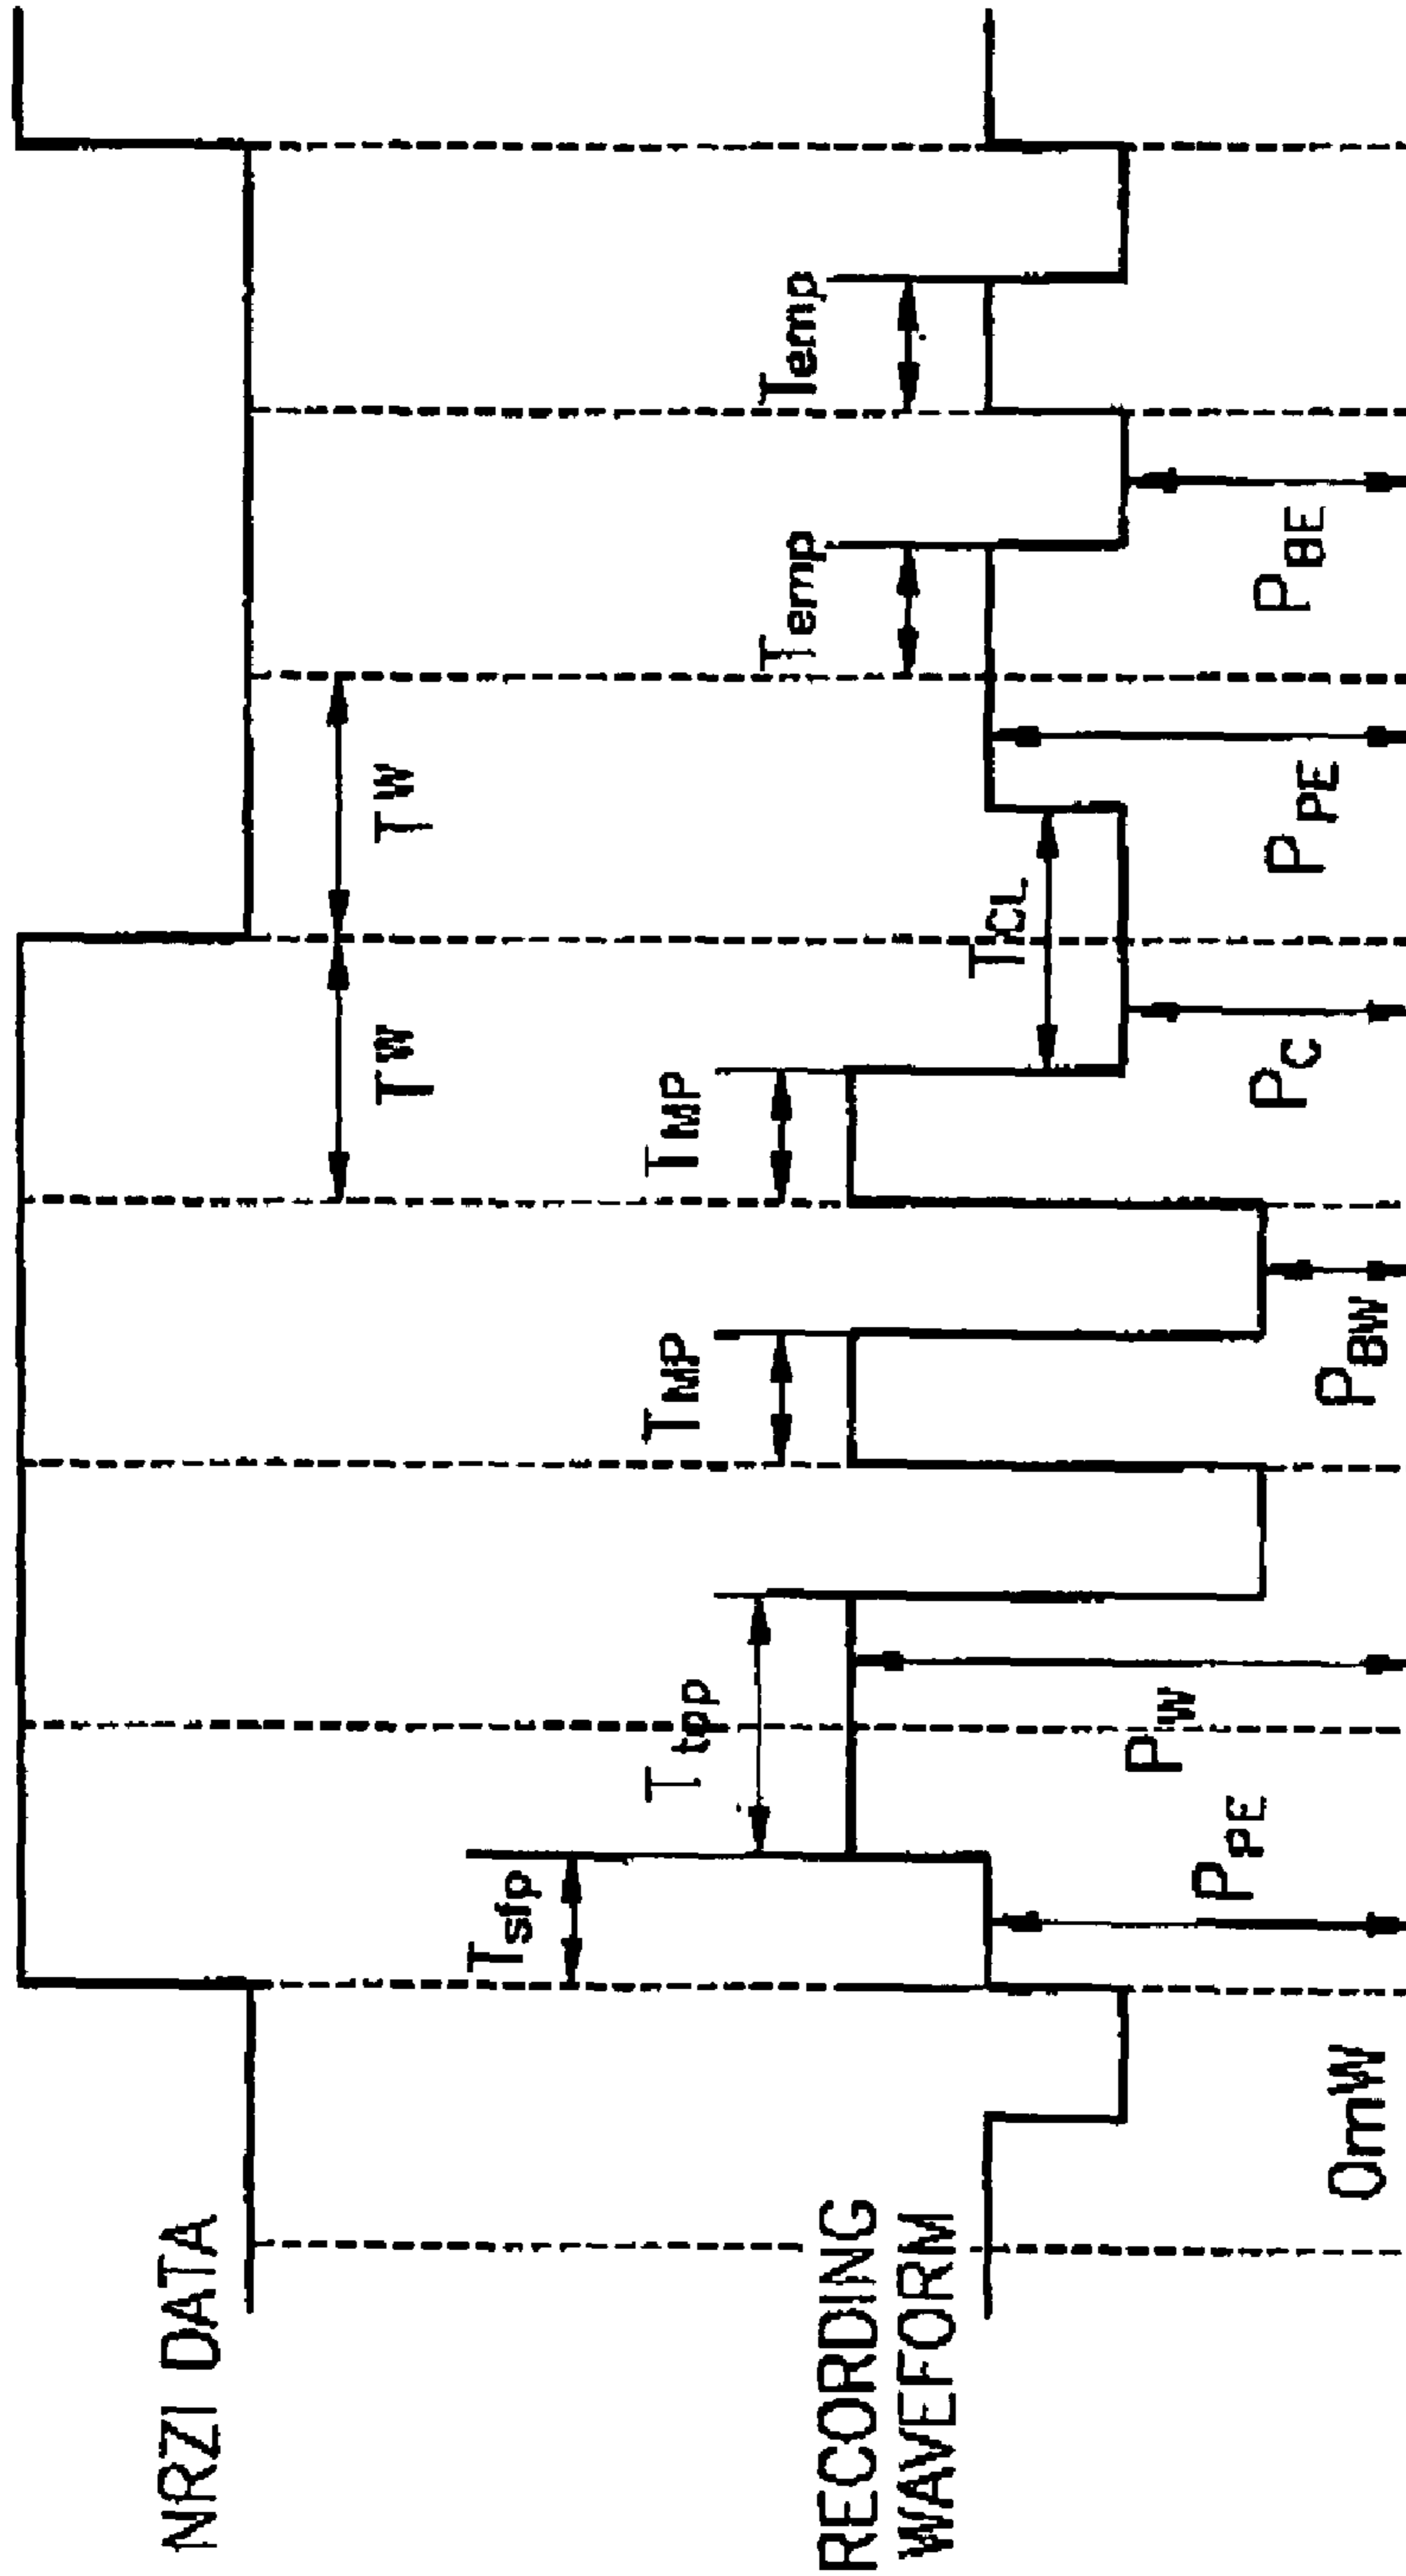 NRZI DATA
TW
TW
Tsfp
Ttpp
TMP
TMP
Temp
Temp
TCL
RECORDING
WAVEFORM
0mW
PPE
PW
PBW
PC
PPE
PBE